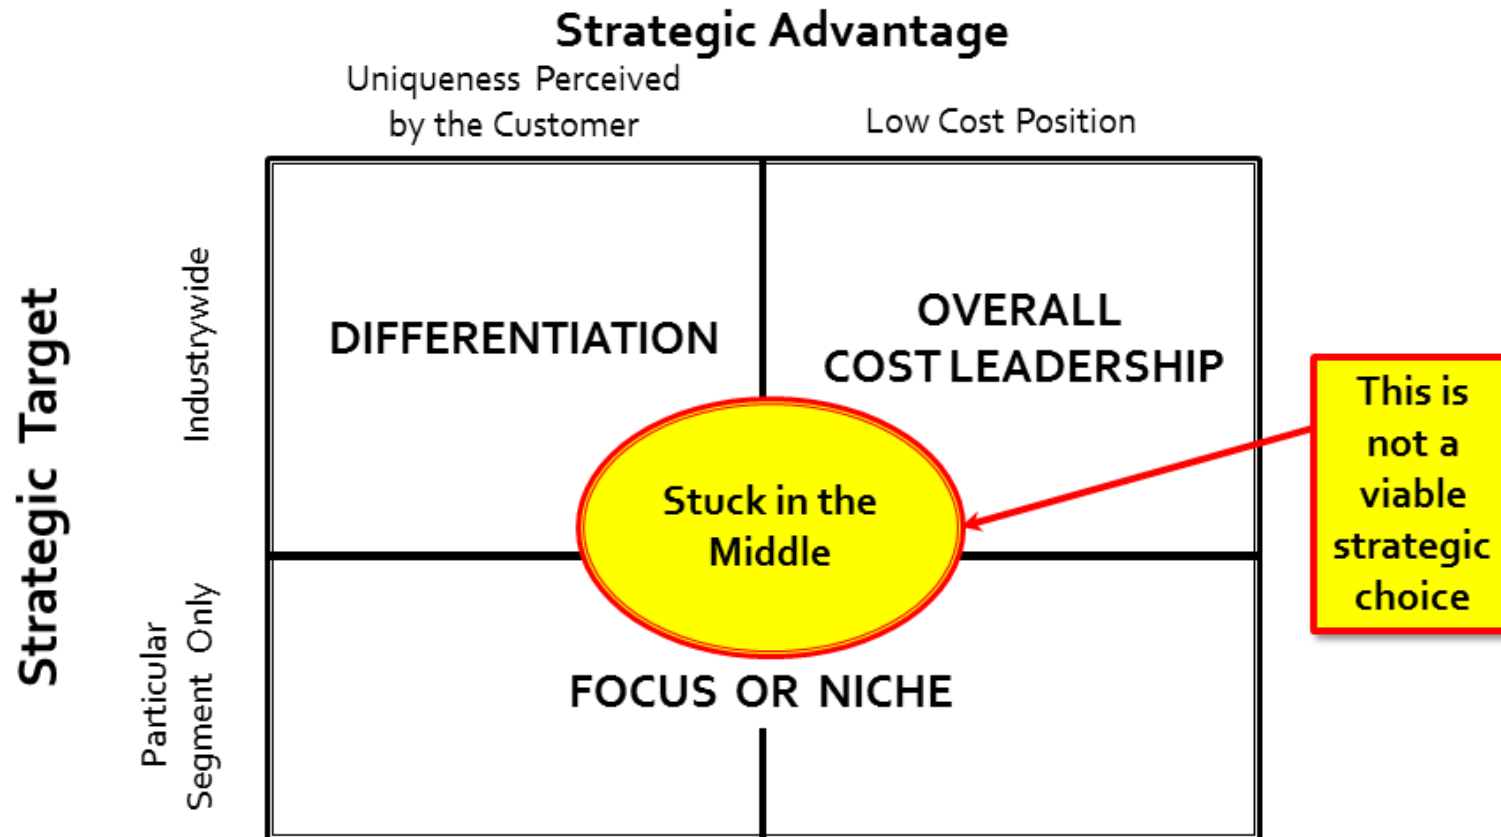 Strategic Advantage
Uniqueness Perceived
by the Customer
Low Cost Position
Strategic Target
Industrywide
DIFFERENTIATION
OVERALL
COST LEADERSHIP
Stuck in the
Middle
This is
not a
viable
strategic
choice
Particular
Segment Only
FOCUS OR NICHE